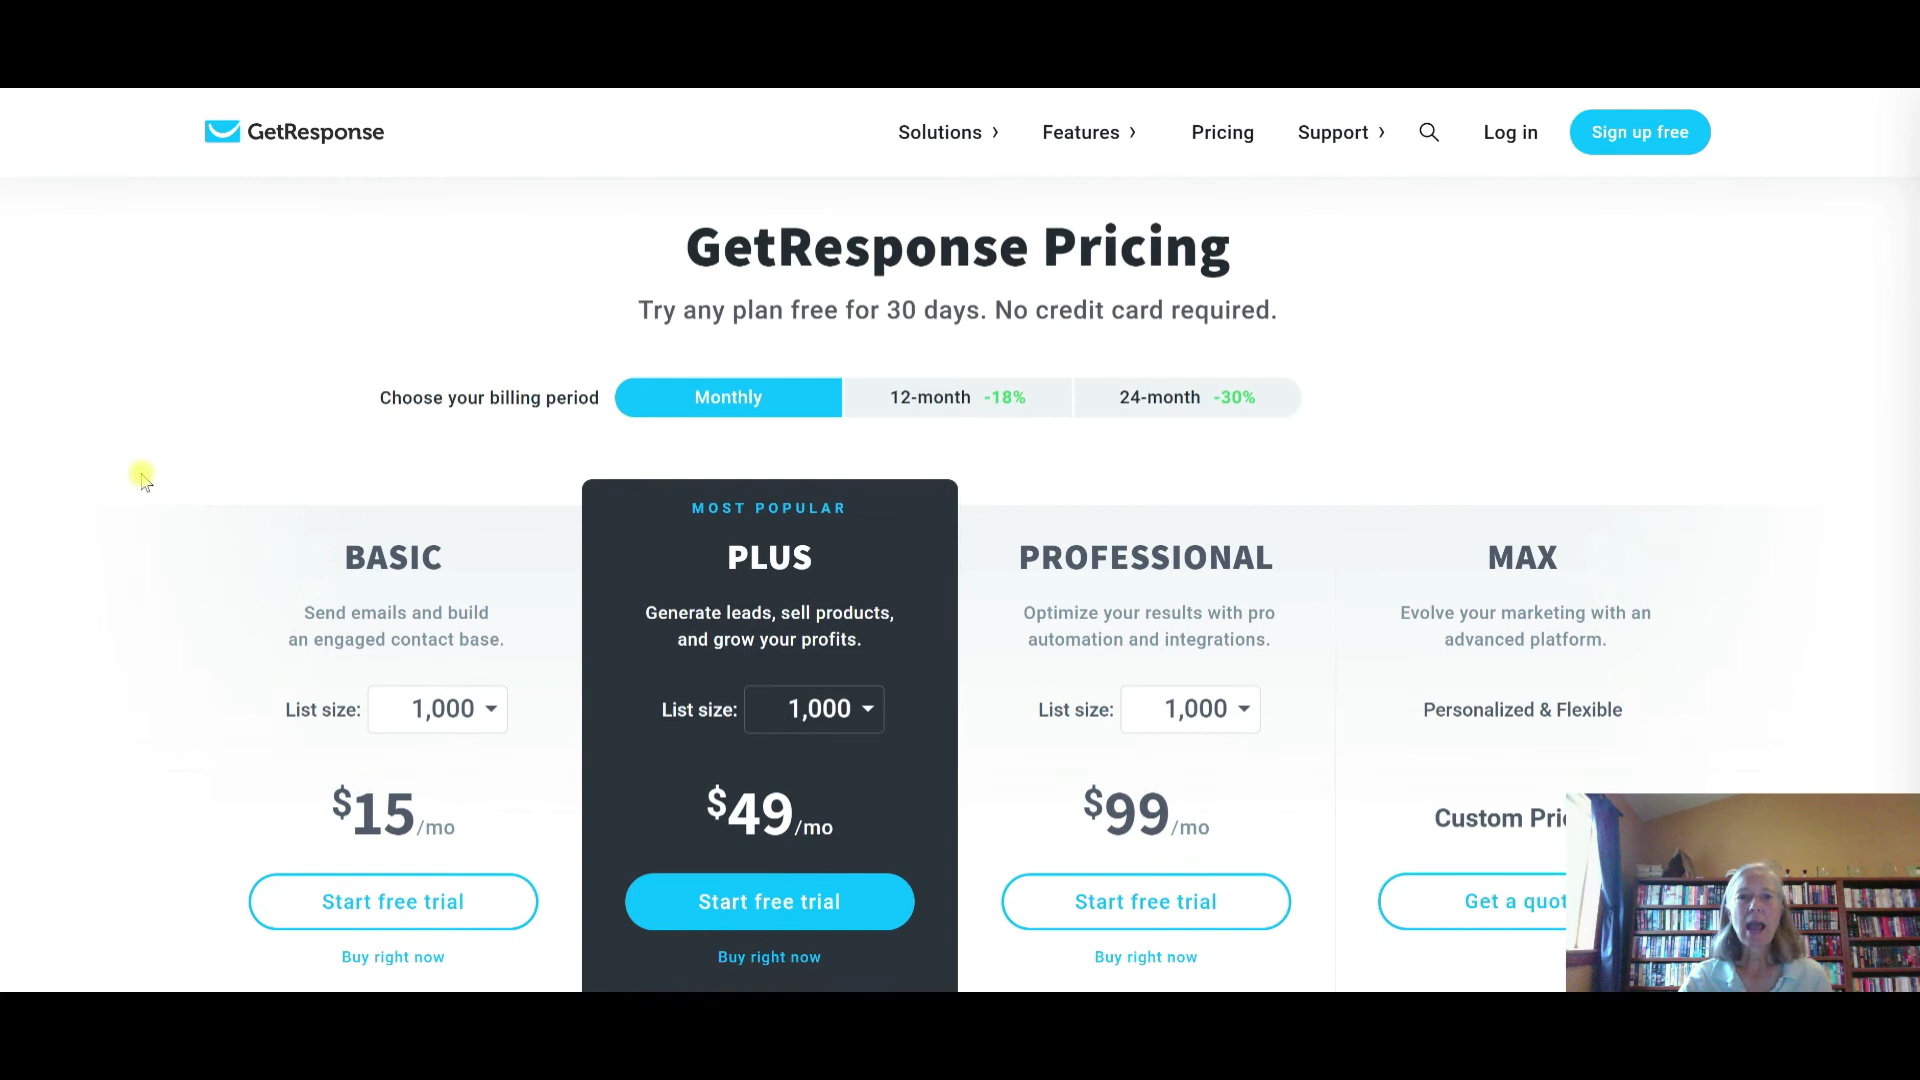 GetResponse
Solutions › Features › Pricing Support › Log in Sign up free
GetResponse Pricing
Try any plan free for 30 days. No credit card required.
Choose your billing period Monthly 12-month -18% 24-month -30%
MOST POPULAR
BASIC PLUS PROFESSIONAL MAX
Send emails and build Generate leads, sell products, Optimize your results with pro Evolve your marketing with an
an engaged contact base. and grow your profits. automation and integrations. advanced platform.
List size: 1,000 List size: 1,000 List size: 1,000 Personalized & Flexible
$15/mo $49/mo $99/mo Custom Pri
Start free trial Start free trial Start free trial Get a quot
Buy right now Buy right now Buy right now